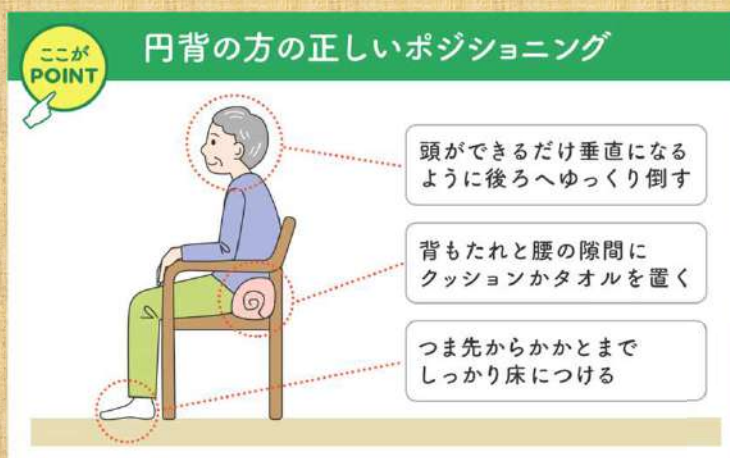 ここが
POINT
円背の方の正しいポジショニング
頭ができるだけ垂直になる
ように後ろへゆっくり倒す
背もたれと腰の隙間に
クッションかタオルを置く
つま先からかかとまで
しっかり床につける